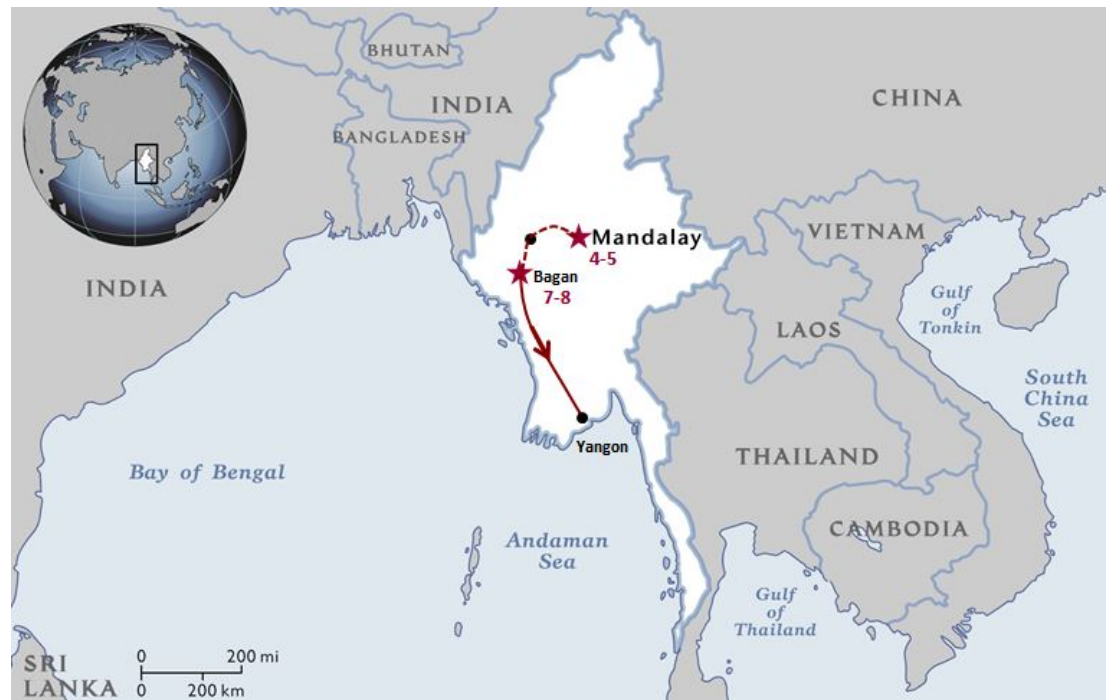 BHUTAN
INDIA
CHINA
BANGLADESH
Mandalay
4-5
VIETNAM
Bagan
7-8
INDIA
Gulf
of
Tonkin
LAOS
South
China
Sea
Yangon
THAILAND
Bay of Bengal
CAMBODIA
Andaman
Sea
Gulf
of
Thailand
SRI
LANKA
0 200 mi
0 200 km